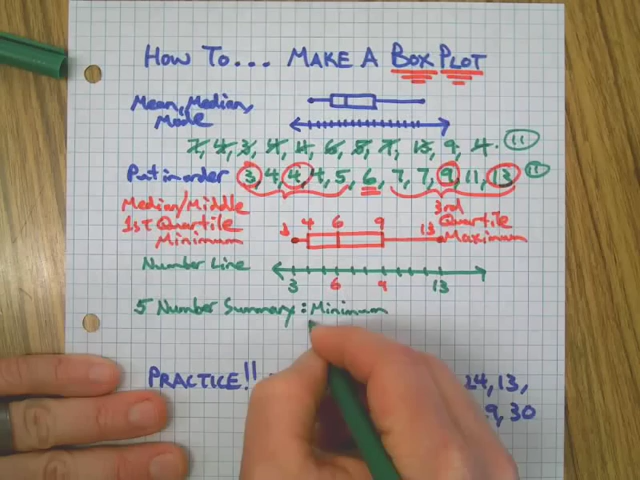 How To... Make A Box Plot
Mean, Median,
Mode
7, 4, 3, 4, 11, 6, 5, 7, 13, 9, 4. 11
Put in order 3, 4, 4, 4, 5, 6, 7, 7, 9, 11, 13 11
Median/Middle 3rd
1st Quartile 4 6 9 13 Quartile
Minimum 3 Maximum
Number Line
3 6 9 13
5 Number Summary: Minimum
Practice!! 24, 13,
9, 30